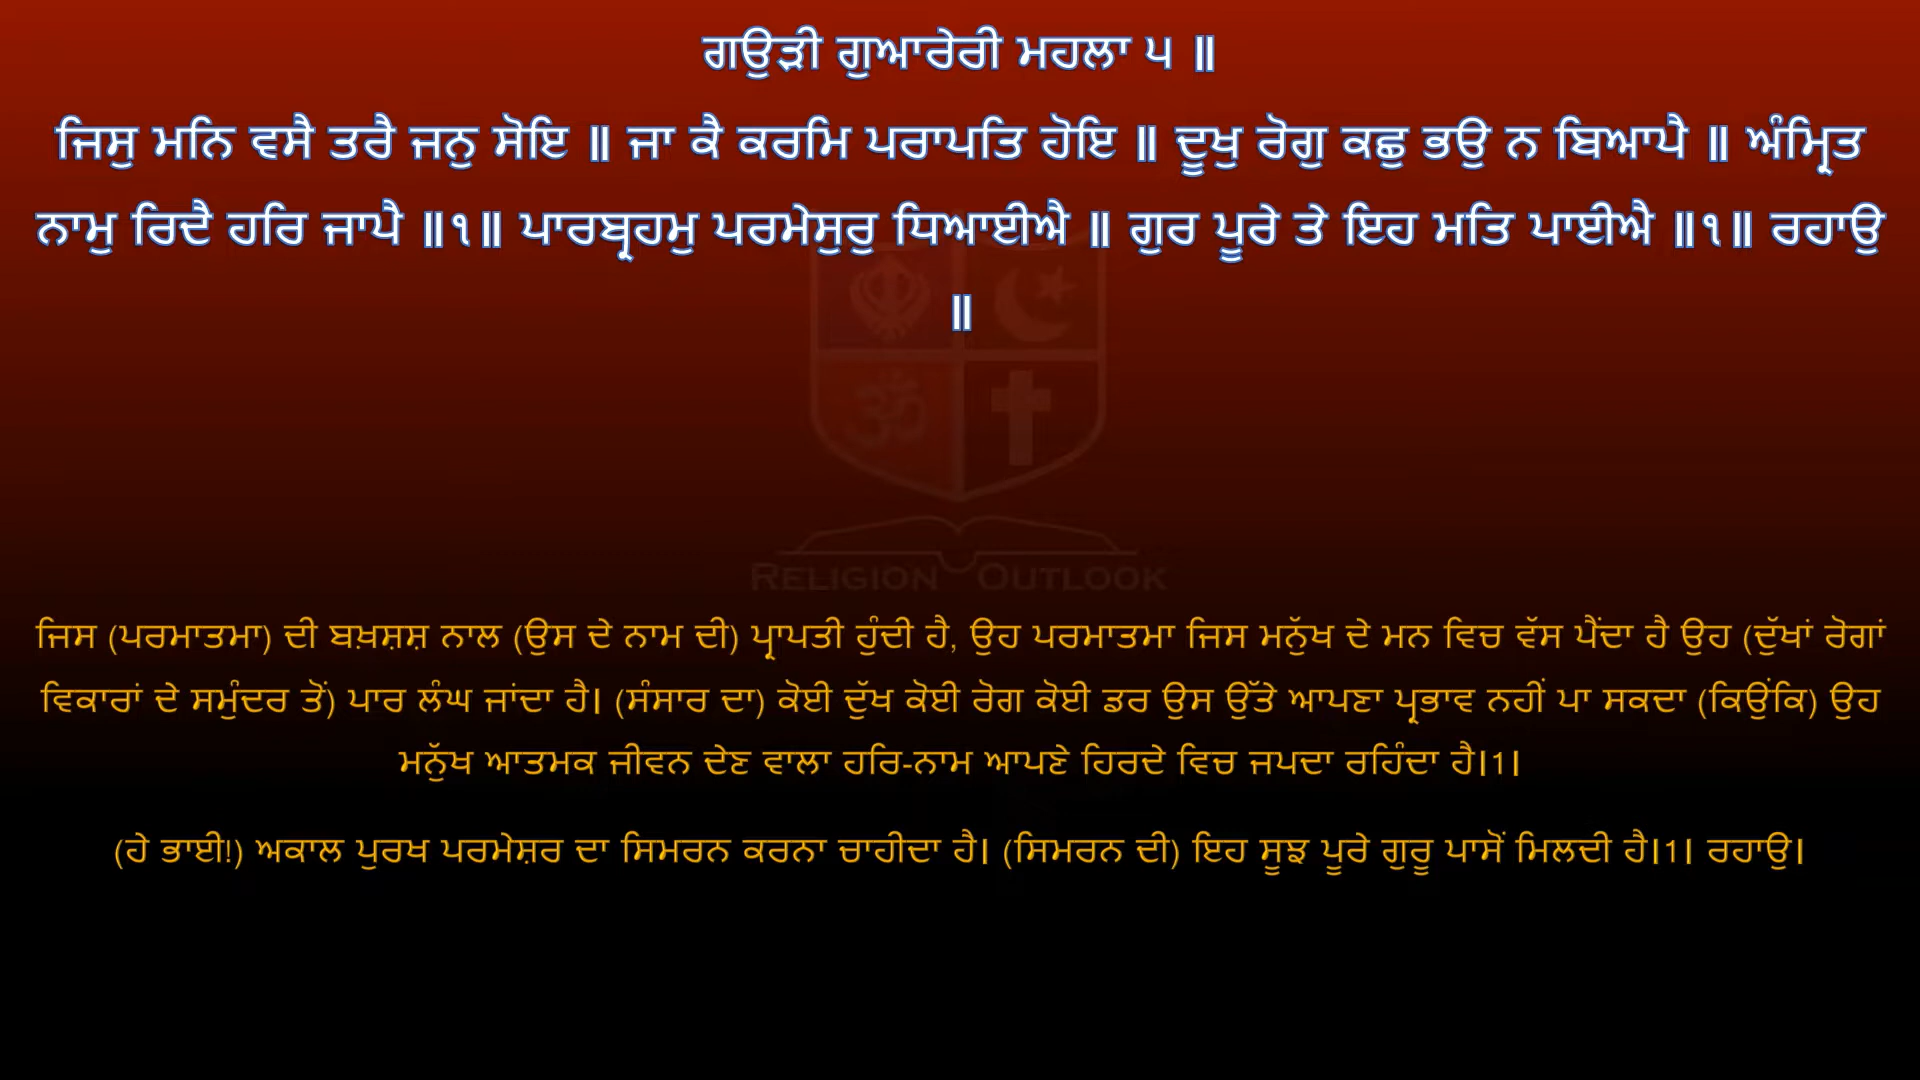 ਗਉੜੀ ਗੁਆਰੇਰੀ ਮਹਲਾ ੫ ॥
ਜਿਸੁ ਮਨਿ ਵਸੈ ਤਰੈ ਜਨੁ ਸੋਇ ॥ ਜਾ ਕੈ ਕਰਮਿ ਪਰਾਪਤਿ ਹੋਇ ॥ ਦੂਖੁ ਰੋਗੁ ਕਛੁ ਭਉ ਨ ਬਿਆਪੈ ॥ ਅੰਮ੍ਰਿਤ
ਨਾਮੁ ਰਿਦੈ ਹਰਿ ਜਾਪੈ ॥੧॥ ਪਾਰਬ੍ਰਹਮੁ ਪਰਮੇਸੁਰੁ ਧਿਆਈਐ ॥ ਗੁਰ ਪੂਰੇ ਤੇ ਇਹ ਮਤਿ ਪਾਈਐ ॥੧॥ ਰਹਾਉ
॥
RELIGION OUTLOOK
ਜਿਸ (ਪਰਮਾਤਮਾ) ਦੀ ਬਖ਼ਸ਼ਸ਼ ਨਾਲ (ਉਸ ਦੇ ਨਾਮ ਦੀ) ਪ੍ਰਾਪਤੀ ਹੁੰਦੀ ਹੈ, ਉਹ ਪਰਮਾਤਮਾ ਜਿਸ ਮਨੁੱਖ ਦੇ ਮਨ ਵਿਚ ਵੱਸ ਪੈਂਦਾ ਹੈ ਉਹ (ਦੁੱਖਾਂ ਰੋਗਾਂ
ਵਿਕਾਰਾਂ ਦੇ ਸਮੁੰਦਰ ਤੋਂ) ਪਾਰ ਲੰਘ ਜਾਂਦਾ ਹੈ। (ਸੰਸਾਰ ਦਾ) ਕੋਈ ਦੁੱਖ ਕੋਈ ਰੋਗ ਕੋਈ ਡਰ ਉਸ ਉੱਤੇ ਆਪਣਾ ਪ੍ਰਭਾਵ ਨਹੀਂ ਪਾ ਸਕਦਾ (ਕਿਉਂਕਿ) ਉਹ
ਮਨੁੱਖ ਆਤਮਕ ਜੀਵਨ ਦੇਣ ਵਾਲਾ ਹਰਿ-ਨਾਮ ਆਪਣੇ ਹਿਰਦੇ ਵਿਚ ਜਪਦਾ ਰਹਿੰਦਾ ਹੈ।1।
(ਹੇ ਭਾਈ!) ਅਕਾਲ ਪੁਰਖ ਪਰਮੇਸ਼ਰ ਦਾ ਸਿਮਰਨ ਕਰਨਾ ਚਾਹੀਦਾ ਹੈ। (ਸਿਮਰਨ ਦੀ) ਇਹ ਸੂਝ ਪੂਰੇ ਗੁਰੂ ਪਾਸੋਂ ਮਿਲਦੀ ਹੈ।1। ਰਹਾਉ।